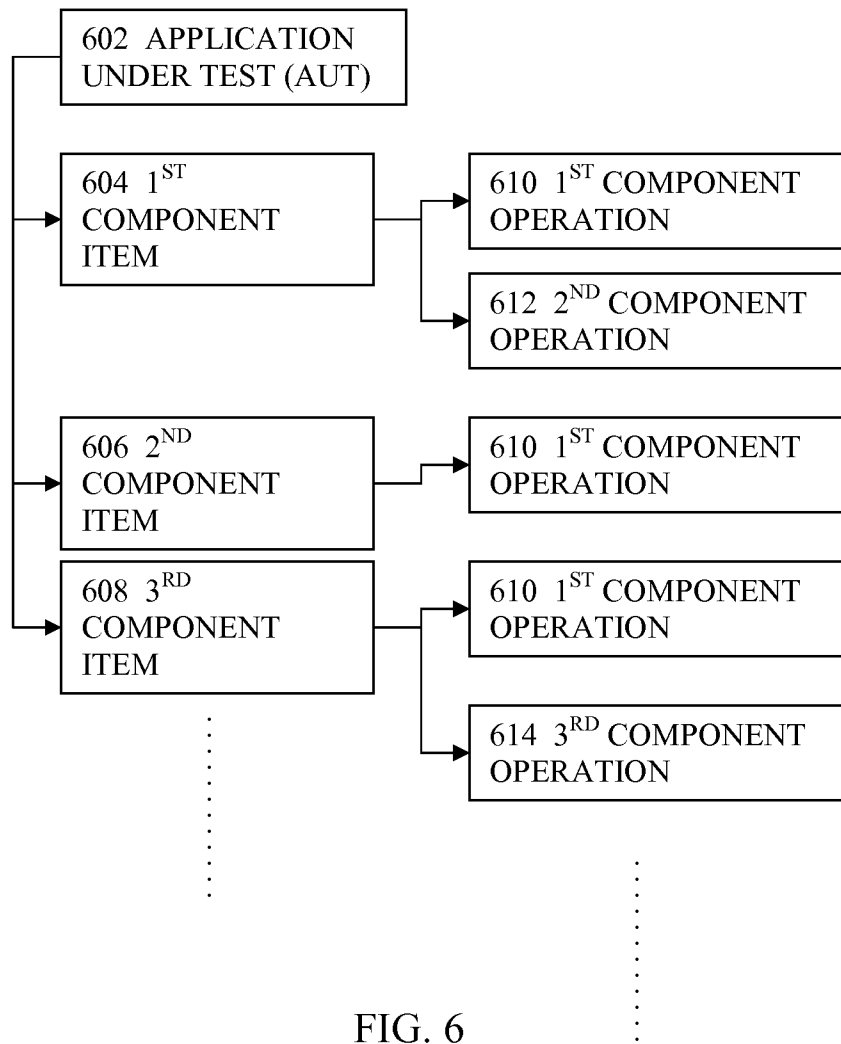 602 APPLICATION
UNDER TEST (AUT)
604 1ST
COMPONENT
ITEM
610 1ST COMPONENT
OPERATION
612 2ND COMPONENT
OPERATION
606 2ND
COMPONENT
ITEM
610 1ST COMPONENT
OPERATION
608 3RD
COMPONENT
ITEM
610 1ST COMPONENT
OPERATION
614 3RD COMPONENT
OPERATION
FIG. 6